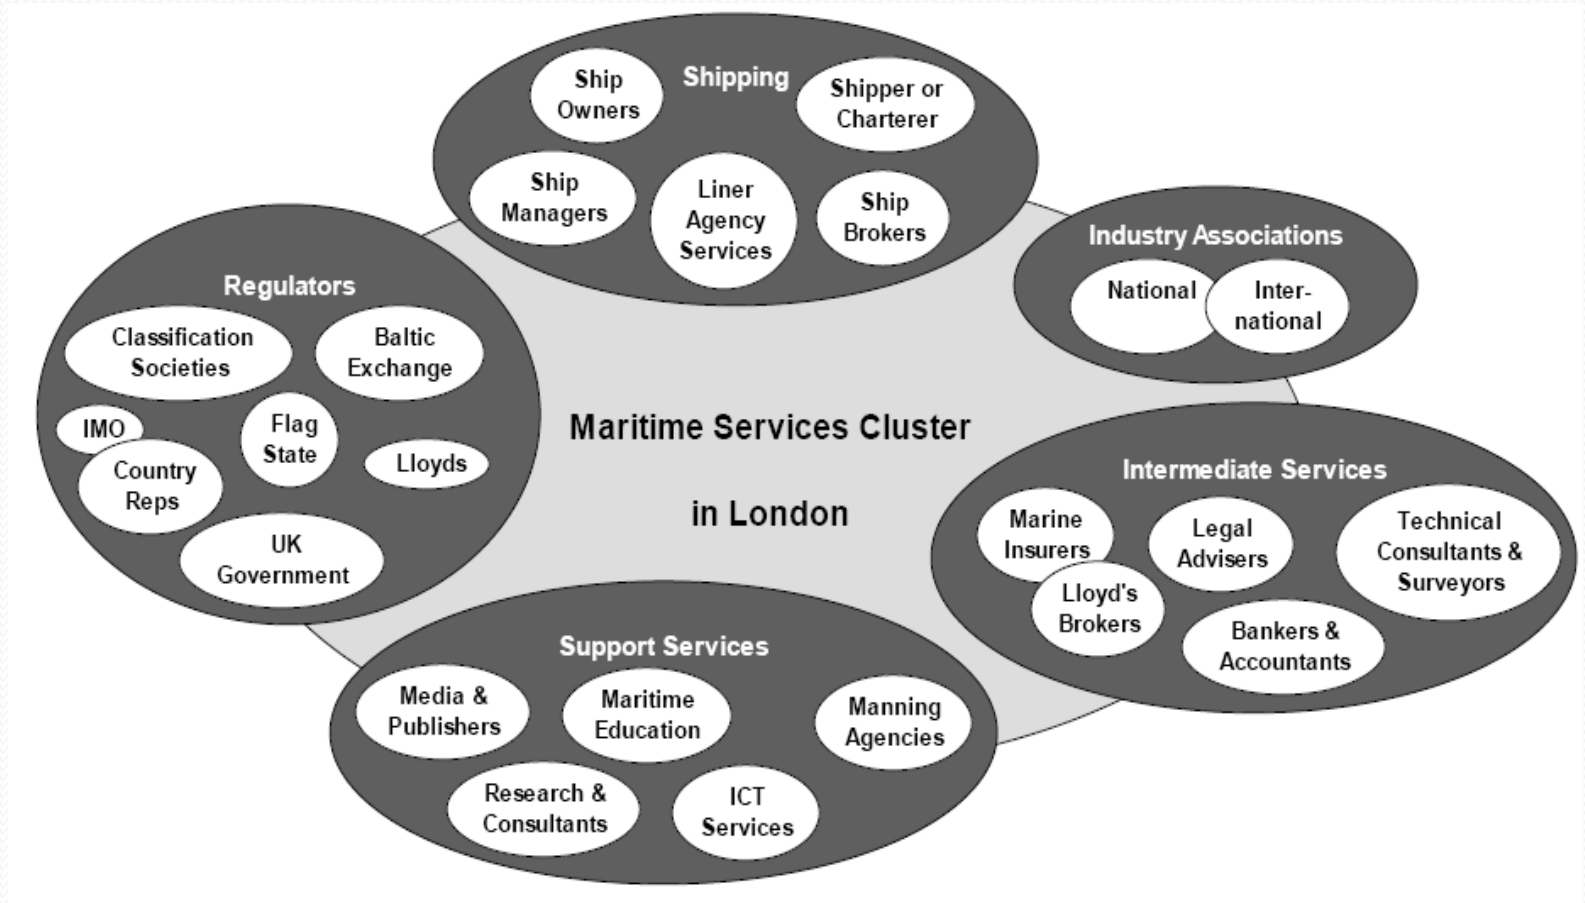 Shipping
Ship
Owners
Shipper or
Charterer
Ship
Managers
Liner
Agency
Services
Ship
Brokers
Industry Associations
National
Inter-
national
Regulators
Classification
Societies
Baltic
Exchange
IMO
Flag
State
Country
Reps
Lloyds
UK
Government
Maritime Services Cluster
in London
Intermediate Services
Marine
Insurers
Legal
Advisers
Technical
Consultants &
Surveyors
Lloyd's
Brokers
Bankers &
Accountants
Support Services
Media &
Publishers
Maritime
Education
Manning
Agencies
Research &
Consultants
ICT
Services